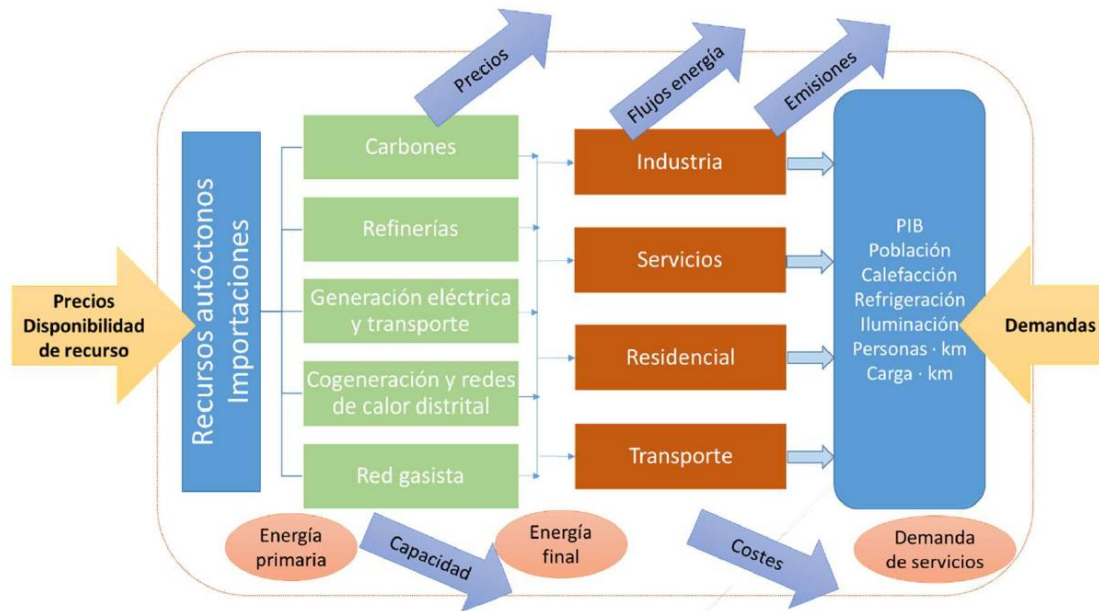 Precios
Flujos energía
Emisiones
Precios
Disponibilidad
de recurso
Recursos autóctonos
Importaciones
Carbones
Refinerías
Generación eléctrica
y transporte
Cogeneración y redes
de calor distrital
Red gasista
Industria
Servicios
Residencial
Transporte
PIB
Población
Calefacción
Refrigeración
Iluminación
Personas · km
Carga · km
Demandas
Energía
primaria
Capacidad
Energía
final
Costes
Demanda
de servicios